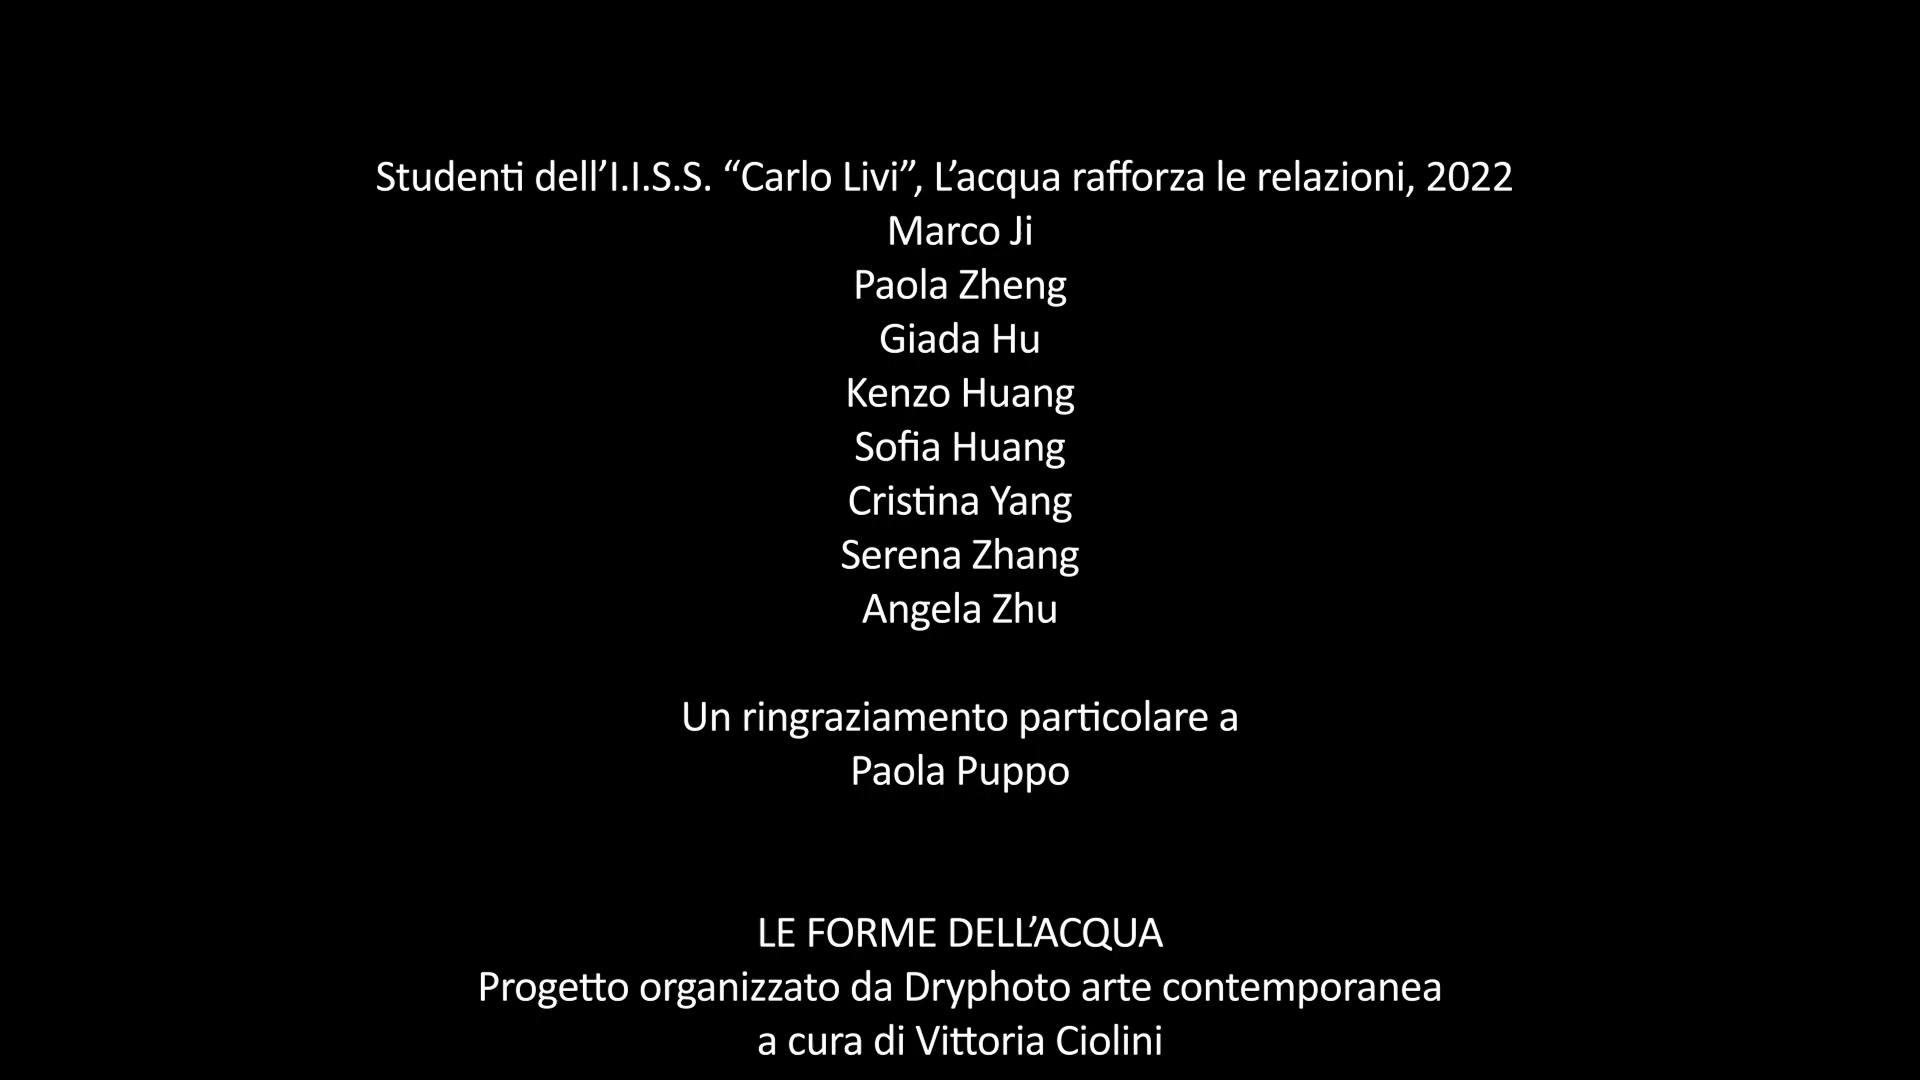 Studenti dell’I.I.S.S. “Carlo Livi”, L’acqua rafforza le relazioni, 2022
Marco Ji
Paola Zheng
Giada Hu
Kenzo Huang
Sofia Huang
Cristina Yang
Serena Zhang
Angela Zhu
Un ringraziamento particolare a
Paola Puppo
LE FORME DELL’ACQUA
Progetto organizzato da Dryphoto arte contemporanea
a cura di Vittoria Ciolini